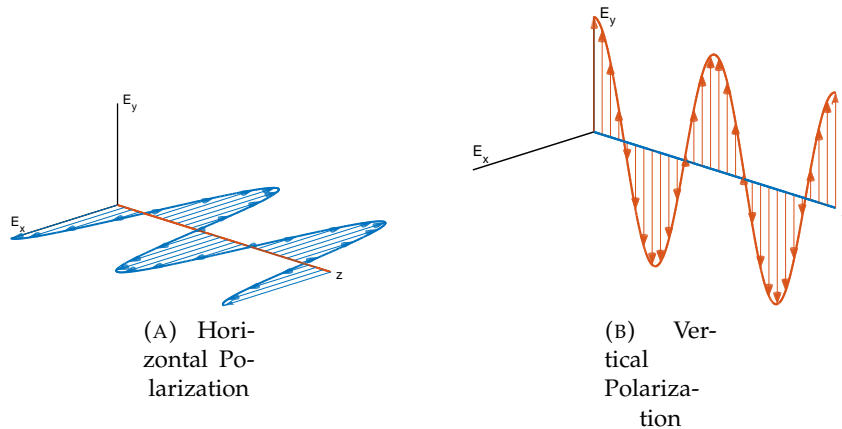 E_y
E_x
z
(A) Hori-
zontal Po-
larization
E_y
E_x
(B) Ver-
tical
Polariza-
tion